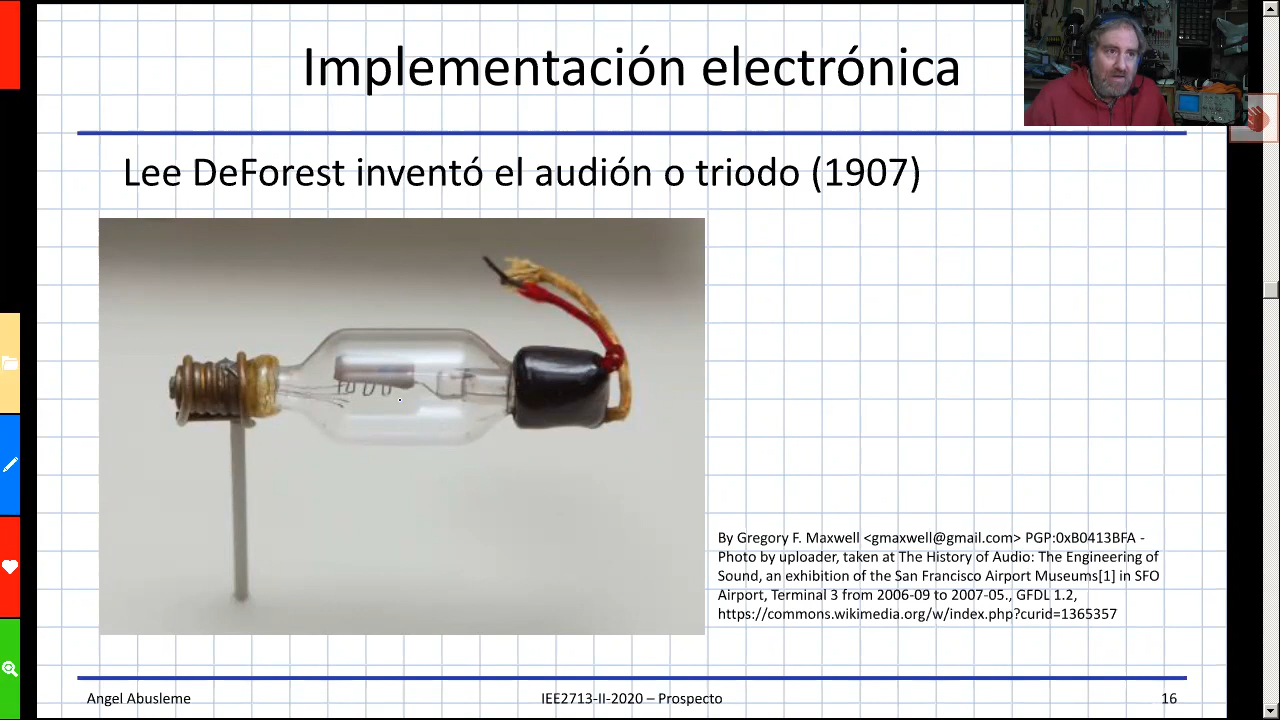 Implementación electrónica
Lee DeForest inventó el audión o triodo (1907)
By Gregory F. Maxwell <gmaxwell@gmail.com> PGP:0xB0413BFA -
Photo by uploader, taken at The History of Audio: The Engineering of
Sound, an exhibition of the San Francisco Airport Museums[1] in SFO
Airport, Terminal 3 from 2006-09 to 2007-05., GFDL 1.2,
https://commons.wikimedia.org/w/index.php?curid=1365357
Angel Abusleme
IEE2713-II-2020 – Prospecto
16